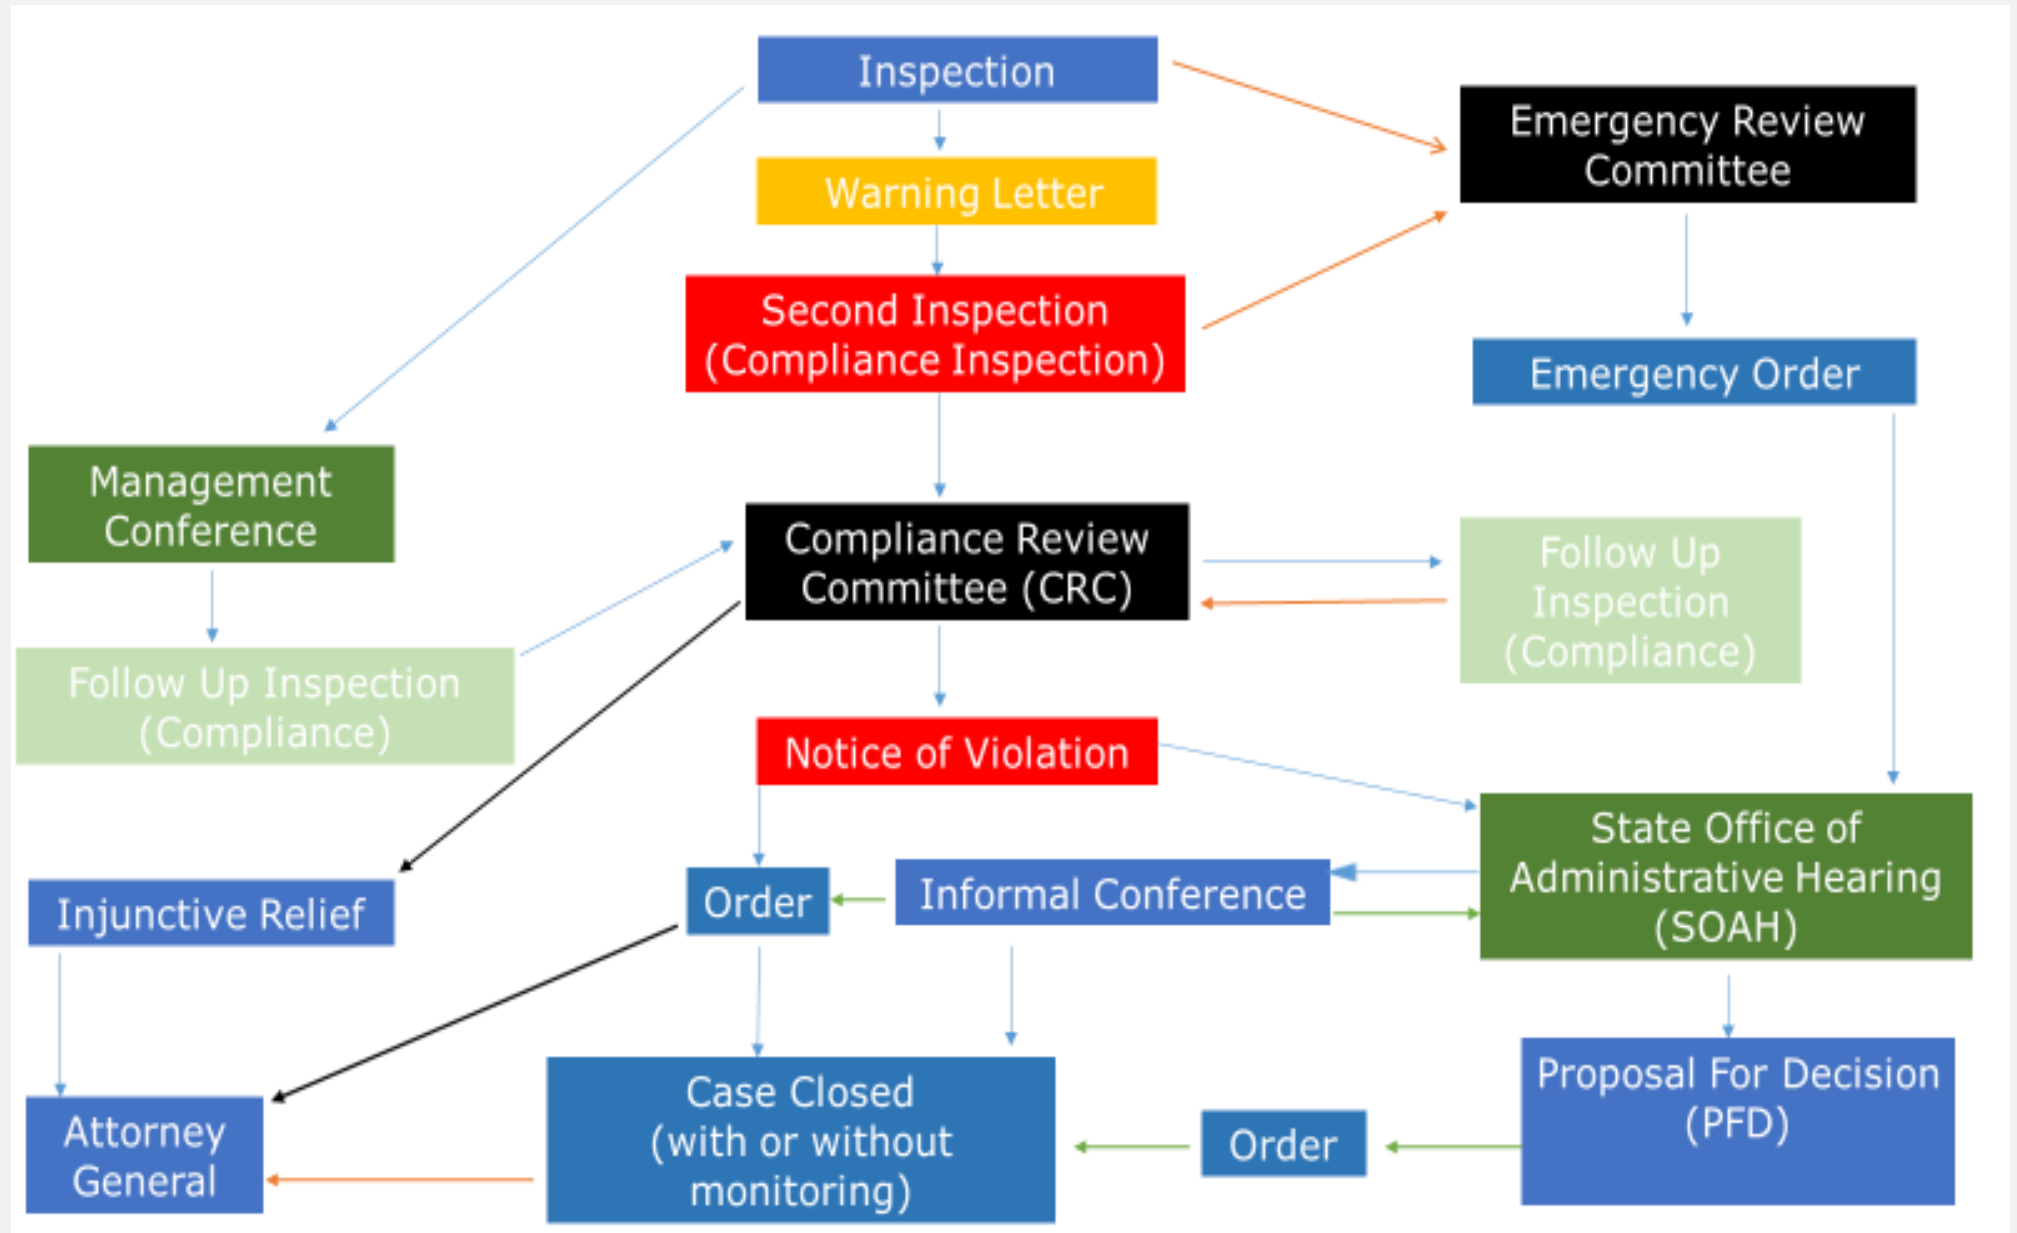 Inspection
Emergency Review
Committee
Warning Letter
Second Inspection
(Compliance Inspection)
Emergency Order
Management
Conference
Compliance Review
Committee (CRC)
Follow Up
Inspection
(Compliance)
Follow Up Inspection
(Compliance)
Notice of Violation
State Office of
Administrative Hearing
(SOAH)
Injunctive Relief
Order
Informal Conference
Proposal For Decision
(PFD)
Attorney
General
Case Closed
(with or without
monitoring)
Order